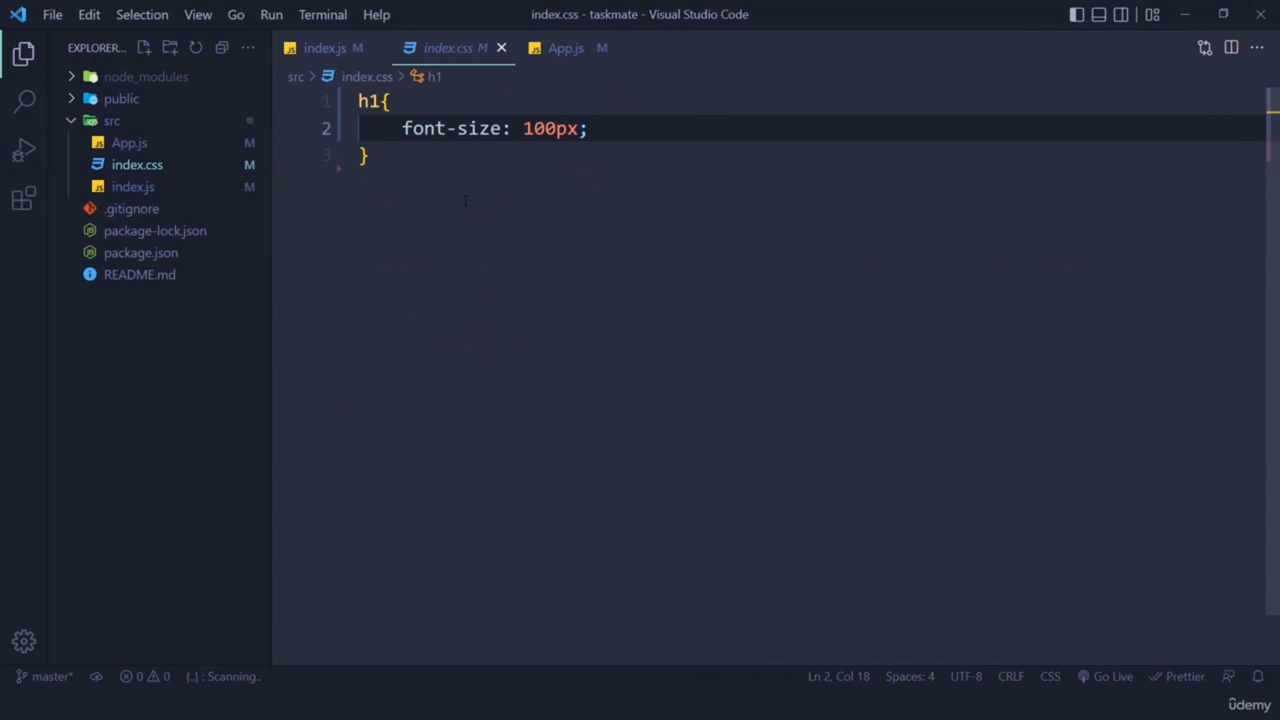 File Edit Selection View Go Run Terminal Help
index.css - taskmate - Visual Studio Code
EXPLORER...
node_modules
public
src
App.js M
index.css M
index.js M
.gitignore
package-lock.json
package.json
README.md
index.js M index.css M App.js M
src > index.css > h1
1 h1{
2 font-size: 100px;
3 }
master* 0 0 {..} : Scanning.. Ln 2, Col 18 Spaces: 4 UTF-8 CRLF CSS Go Live Prettier
ûdemy